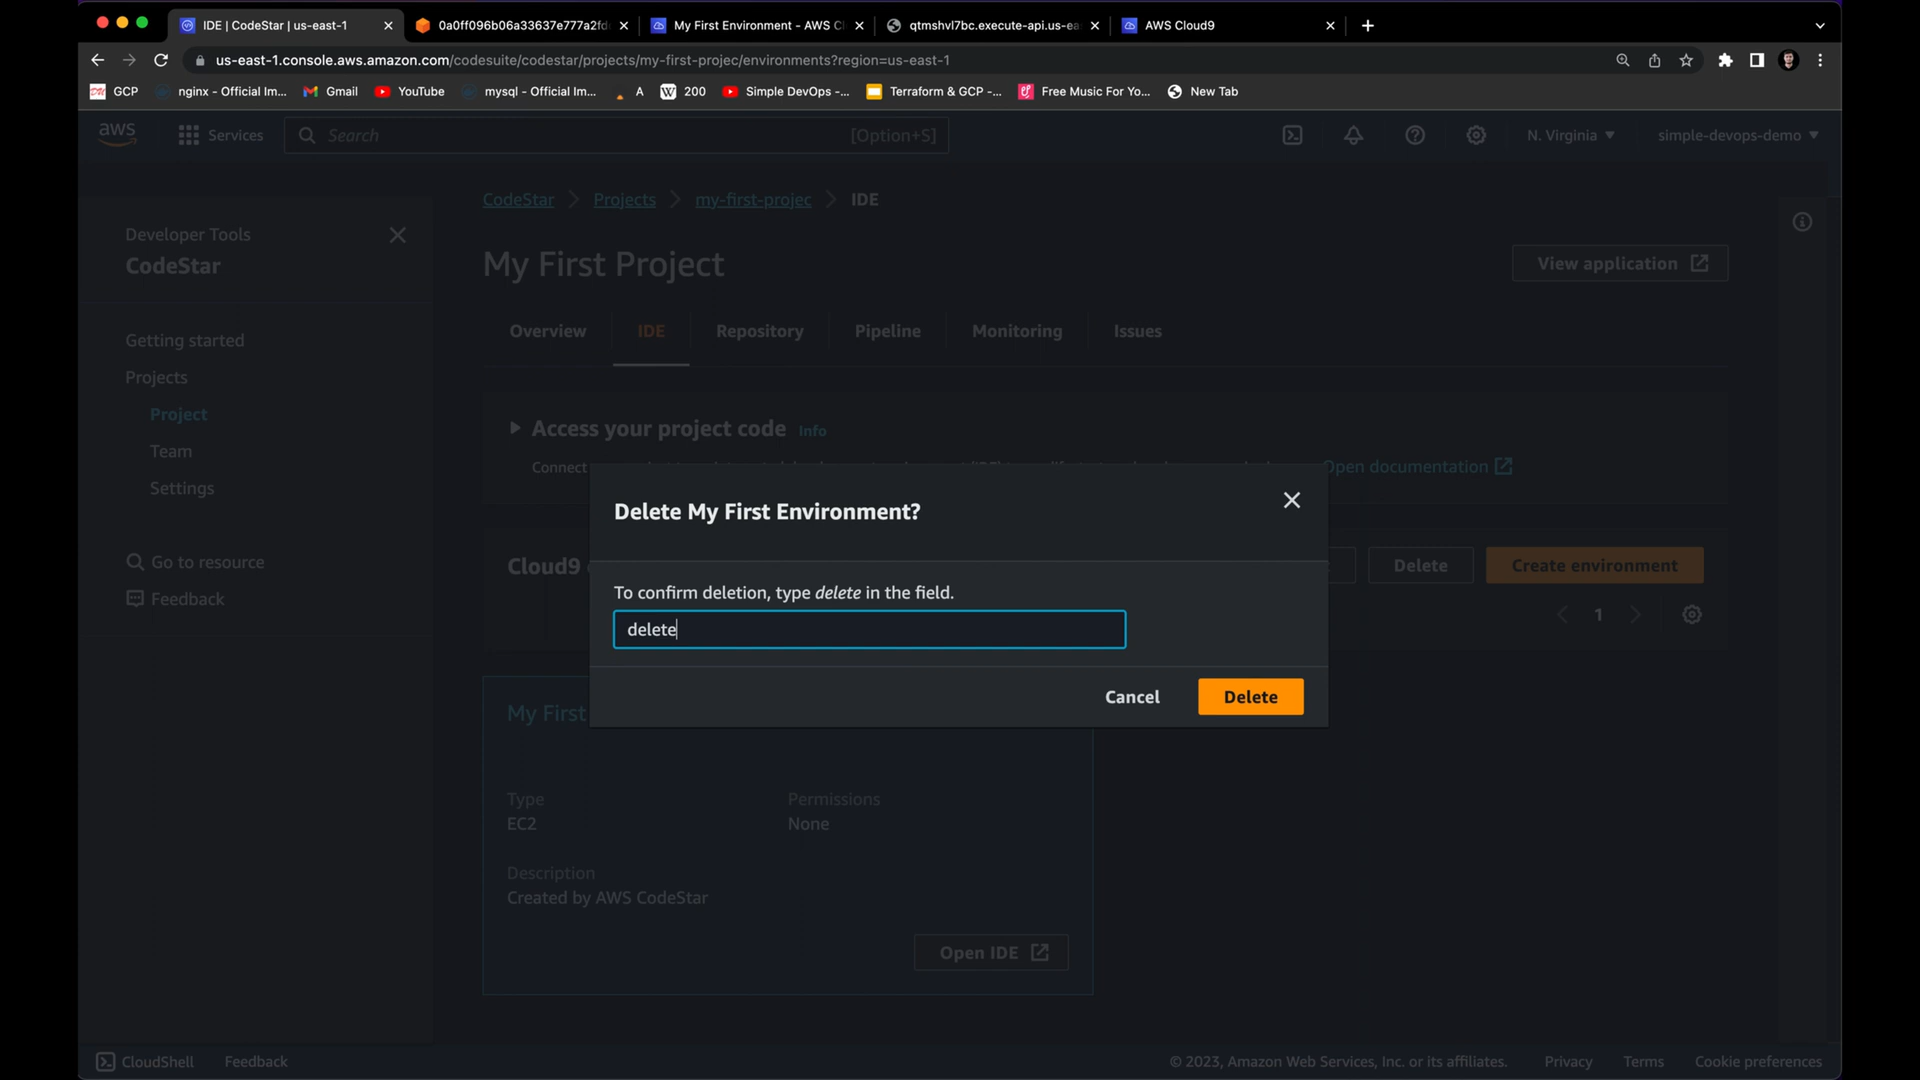 IDE | CodeStar | us-east-1
0a0ff096b06a33637e777a2fd
My First Environment - AWS C
qtmshvl7bc.execute-api.us-ea
AWS Cloud9
us-east-1.console.aws.amazon.com/codesuite/codestar/projects/my-first-projec/environments?region=us-east-1
GCP
nginx - Official Im...
Gmail
YouTube
mysql - Official Im...
A
200
Simple DevOps -...
Terraform & GCP -...
Free Music For Yo...
New Tab
aws
Services
Search
[Option+S]
N. Virginia
simple-devops-demo
CodeStar
Projects
my-first-projec
IDE
Developer Tools
CodeStar
My First Project
View application
Overview
IDE
Repository
Pipeline
Monitoring
Issues
Getting started
Projects
Project
Team
Settings
Go to resource
Feedback
Access your project code Info
Connect
Open documentation
Cloud9
Delete
Create environment
1
Delete My First Environment?
To confirm deletion, type delete in the field.
delete
Cancel
Delete
My First
Type
EC2
Permissions
None
Description
Created by AWS CodeStar
Open IDE
CloudShell
Feedback
© 2023, Amazon Web Services, Inc. or its affiliates.
Privacy
Terms
Cookie preferences